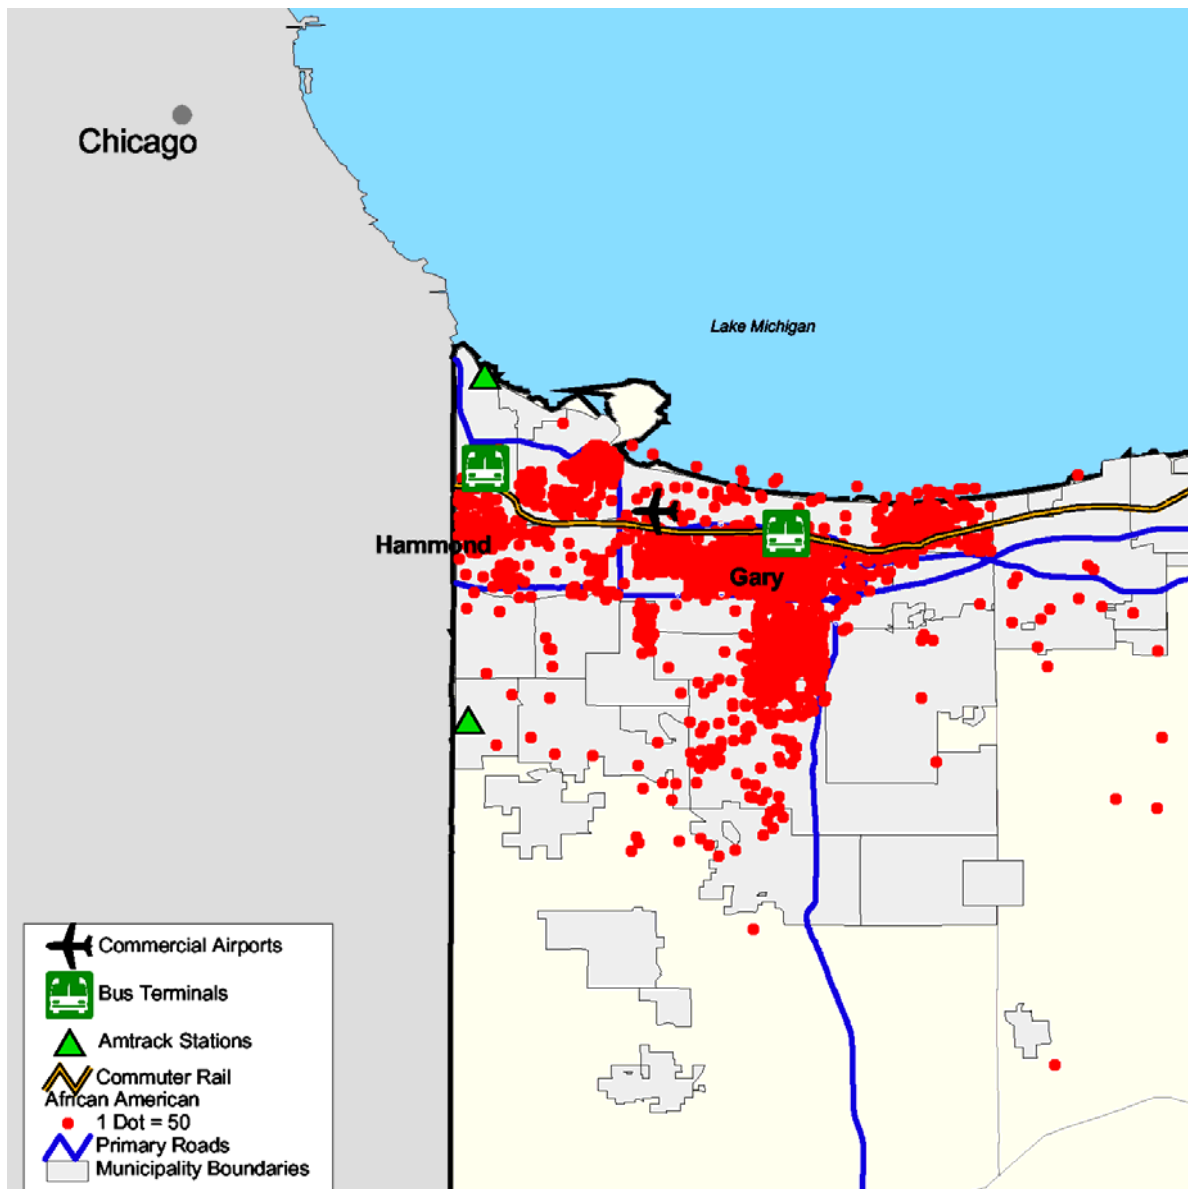 Chicago
Lake Michigan
Hammond
Gary
Commercial Airports
Bus Terminals
Amtrack Stations
Commuter Rail
African American
1 Dot = 50
Primary Roads
Municipality Boundaries